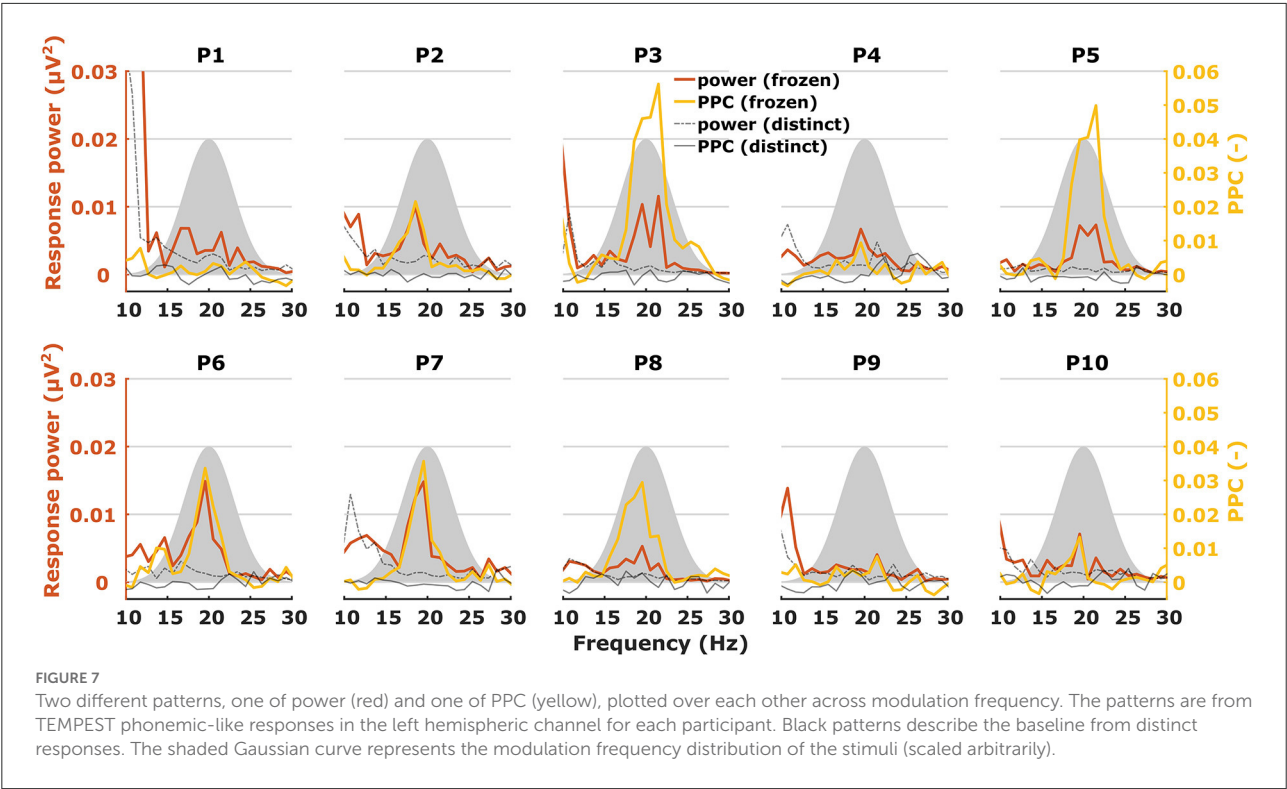 P1 P2 P3 P4 P5
Response power (µV²)
0.03
0.02
0.01
0
power (frozen)
PPC (frozen)
power (distinct)
PPC (distinct)
0.06
0.05
0.04
0.03
0.02
0.01
0
PPC (-)
10 15 20 25 30 10 15 20 25 30 10 15 20 25 30 10 15 20 25 30 10 15 20 25 30
P6 P7 P8 P9 P10
Response power (µV²)
0.03
0.02
0.01
0
0.06
0.05
0.04
0.03
0.02
0.01
0
PPC (-)
10 15 20 25 30 10 15 20 25 30 10 15 20 25 30 10 15 20 25 30 10 15 20 25 30
Frequency (Hz)
FIGURE 7
Two different patterns, one of power (red) and one of PPC (yellow), plotted over each other across modulation frequency. The patterns are from
TEMPEST phonemic-like responses in the left hemispheric channel for each participant. Black patterns describe the baseline from distinct
responses. The shaded Gaussian curve represents the modulation frequency distribution of the stimuli (scaled arbitrarily).